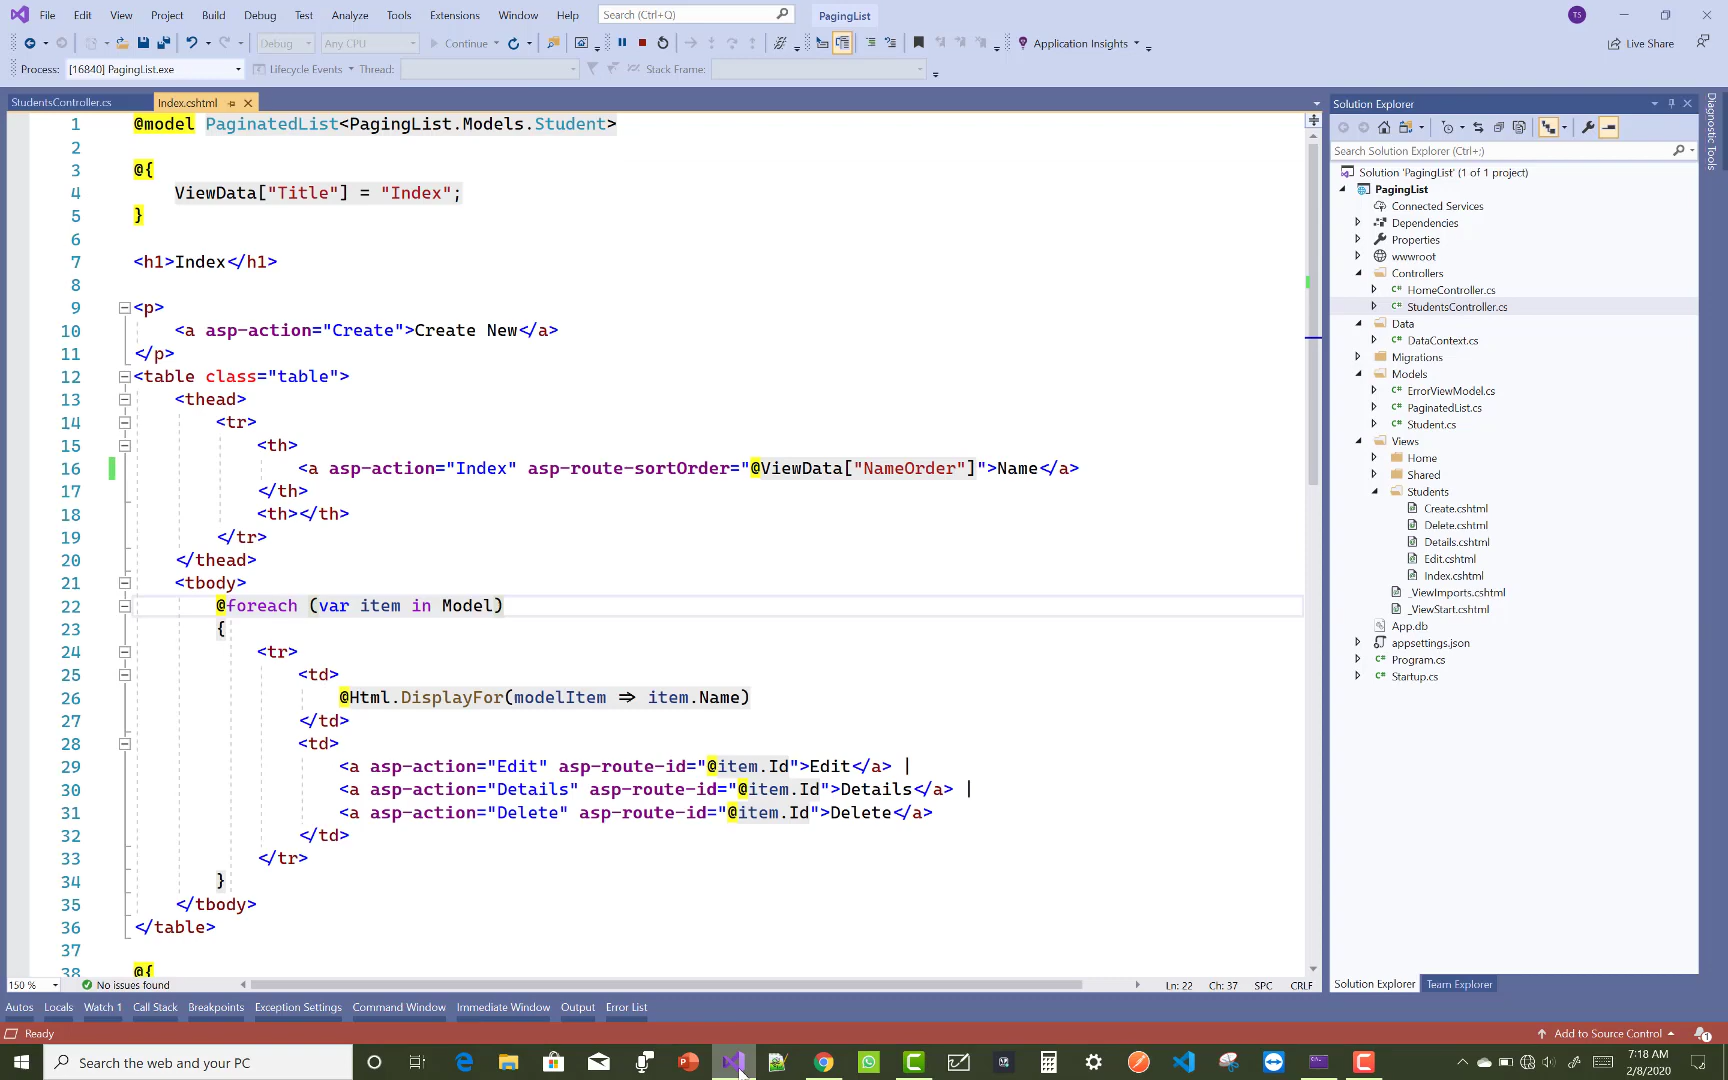 File Edit View Project Build Debug Test Analyze Tools Extensions Window Help Search (Ctrl+Q) PagingList TS
Debug Any CPU Continue Application Insights Live Share
Process: [16840] PagingList.exe Lifecycle Events Thread: Stack Frame:
StudentsController.cs Index.cshtml
1 @model PaginatedList<PagingList.Models.Student>
2
3 @{
4 ViewData["Title"] = "Index";
5 }
6
7 <h1>Index</h1>
8
9 <p>
10 <a asp-action="Create">Create New</a>
11 </p>
12 <table class="table">
13 <thead>
14 <tr>
15 <th>
16 <a asp-action="Index" asp-route-sortOrder="@ViewData["NameOrder"]">Name</a>
17 </th>
18 <th></th>
19 </tr>
20 </thead>
21 <tbody>
22 @foreach (var item in Model)
23 {
24 <tr>
25 <td>
26 @Html.DisplayFor(modelItem => item.Name)
27 </td>
28 <td>
29 <a asp-action="Edit" asp-route-id="@item.Id">Edit</a> |
30 <a asp-action="Details" asp-route-id="@item.Id">Details</a> |
31 <a asp-action="Delete" asp-route-id="@item.Id">Delete</a>
32 </td>
33 </tr>
34 }
35 </tbody>
36 </table>
37
38 @{
150 % No issues found Ln: 22 Ch: 37 SPC CRLF
Solution Explorer
Search Solution Explorer (Ctrl+;)
Solution 'PagingList' (1 of 1 project)
PagingList
Connected Services
Dependencies
Properties
wwwroot
Controllers
C# HomeController.cs
C# StudentsController.cs
Data
C# DataContext.cs
Migrations
Models
C# ErrorViewModel.cs
C# PaginatedList.cs
C# Student.cs
Views
Home
Shared
Students
Create.cshtml
Delete.cshtml
Details.cshtml
Edit.cshtml
Index.cshtml
_ViewImports.cshtml
_ViewStart.cshtml
App.db
appsettings.json
C# Program.cs
C# Startup.cs
Solution Explorer Team Explorer
Diagnostic Tools
Autos Locals Watch 1 Call Stack Breakpoints Exception Settings Command Window Immediate Window Output Error List
Ready Add to Source Control 1
Search the web and your PC
7:18 AM
2/8/2020